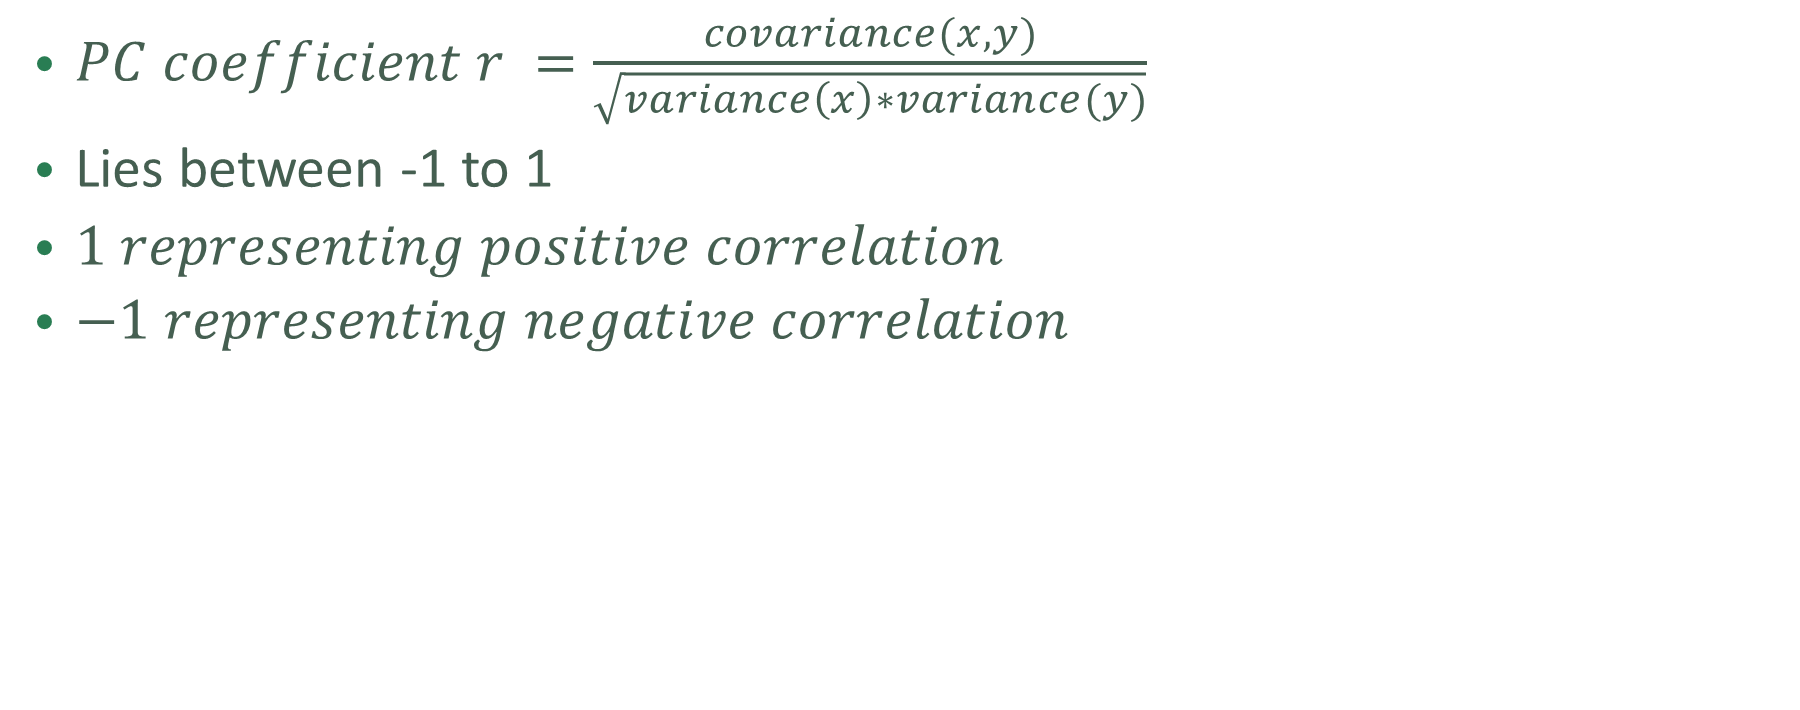 • PC coefficient r = covariance(x,y) / √variance(x)∗variance(y)
• Lies between -1 to 1
• 1 representing positive correlation
• −1 representing negative correlation